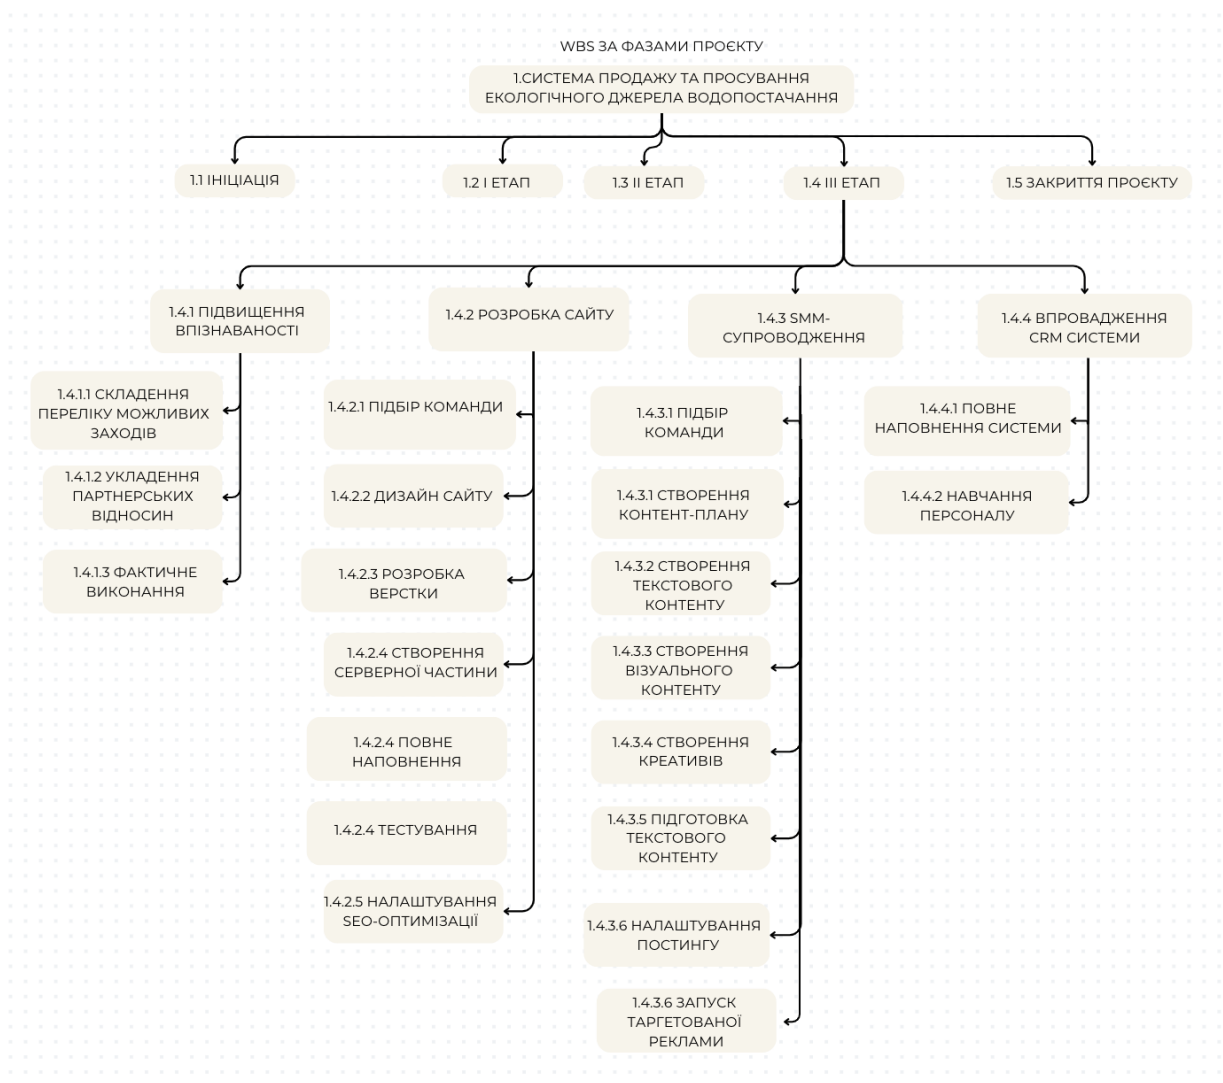 WBS ЗА ФАЗАМИ ПРОЄКТУ
1.СИСТЕМА ПРОДАЖУ ТА ПРОСУВАННЯ
ЕКОЛОГІЧНОГО ДЖЕРЕЛА ВОДОПОСТАЧАННЯ
1.1 ІНІЦІАЦІЯ
1.2 І ЕТАП
1.3 ІІ ЕТАП
1.4 ІІІ ЕТАП
1.5 ЗАКРИТТЯ ПРОЄКТУ
1.4.1 ПІДВИЩЕННЯ
ВПІЗНАВАНОСТІ
1.4.2 РОЗРОБКА САЙТУ
1.4.3 SMM-
СУПРОВОДЖЕННЯ
1.4.4 ВПРОВАДЖЕННЯ
CRM СИСТЕМИ
1.4.1.1 СКЛАДЕННЯ
ПЕРЕЛІКУ МОЖЛИВИХ
ЗАХОДІВ
1.4.1.2 УКЛАДЕННЯ
ПАРТНЕРСЬКИХ
ВІДНОСИН
1.4.1.3 ФАКТИЧНЕ
ВИКОНАННЯ
1.4.2.1 ПІДБІР КОМАНДИ
1.4.2.2 ДИЗАЙН САЙТУ
1.4.2.3 РОЗРОБКА
ВЕРСТКИ
1.4.2.4 СТВОРЕННЯ
СЕРВЕРНОЇ ЧАСТИНИ
1.4.2.4 ПОВНЕ
НАПОВНЕННЯ
1.4.2.4 ТЕСТУВАННЯ
1.4.2.5 НАЛАШТУВАННЯ
SEO-ОПТИМІЗАЦІЇ
1.4.3.1 ПІДБІР
КОМАНДИ
1.4.3.1 СТВОРЕННЯ
КОНТЕНТ-ПЛАНУ
1.4.3.2 СТВОРЕННЯ
ТЕКСТОВОГО
КОНТЕНТУ
1.4.3.3 СТВОРЕННЯ
ВІЗУАЛЬНОГО
КОНТЕНТУ
1.4.3.4 СТВОРЕННЯ
КРЕАТИВІВ
1.4.3.5 ПІДГОТОВКА
ТЕКСТОВОГО
КОНТЕНТУ
1.4.3.6 НАЛАШТУВАННЯ
ПОСТИНГУ
1.4.3.6 ЗАПУСК
ТАРГЕТОВАНОЇ
РЕКЛАМИ
1.4.4.1 ПОВНЕ
НАПОВНЕННЯ СИСТЕМИ
1.4.4.2 НАВЧАННЯ
ПЕРСОНАЛУ